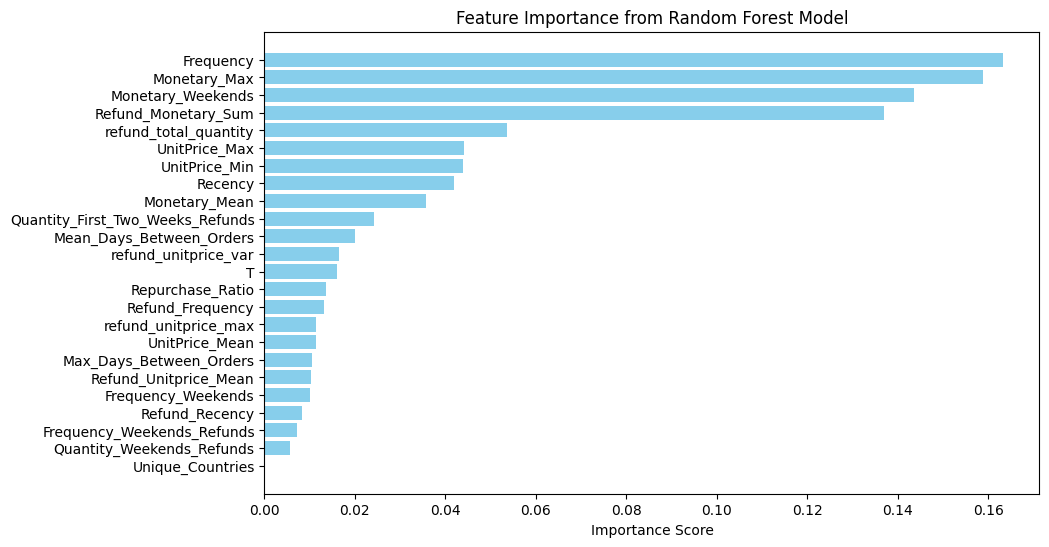 Feature Importance from Random Forest Model
Frequency
Monetary_Max
Monetary_Weekends
Refund_Monetary_Sum
refund_total_quantity
UnitPrice_Max
UnitPrice_Min
Recency
Monetary_Mean
Quantity_First_Two_Weeks_Refunds
Mean_Days_Between_Orders
refund_unitprice_var
T
Repurchase_Ratio
Refund_Frequency
refund_unitprice_max
UnitPrice_Mean
Max_Days_Between_Orders
Refund_Unitprice_Mean
Frequency_Weekends
Refund_Recency
Frequency_Weekends_Refunds
Quantity_Weekends_Refunds
Unique_Countries
0.00 0.02 0.04 0.06 0.08 0.10 0.12 0.14 0.16
Importance Score